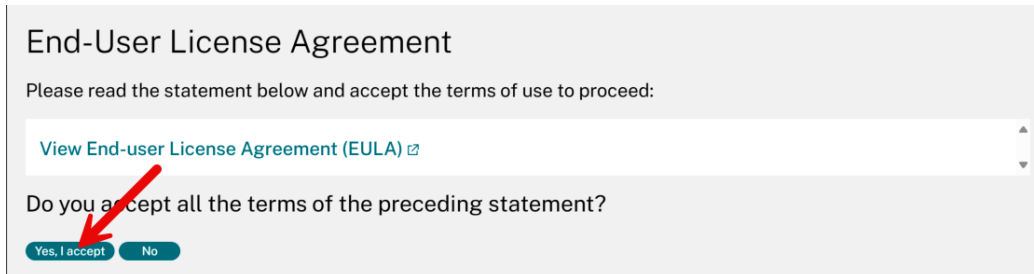 End-User License Agreement
Please read the statement below and accept the terms of use to proceed:
View End-user License Agreement (EULA)
Do you accept all the terms of the preceding statement?
Yes, I accept No